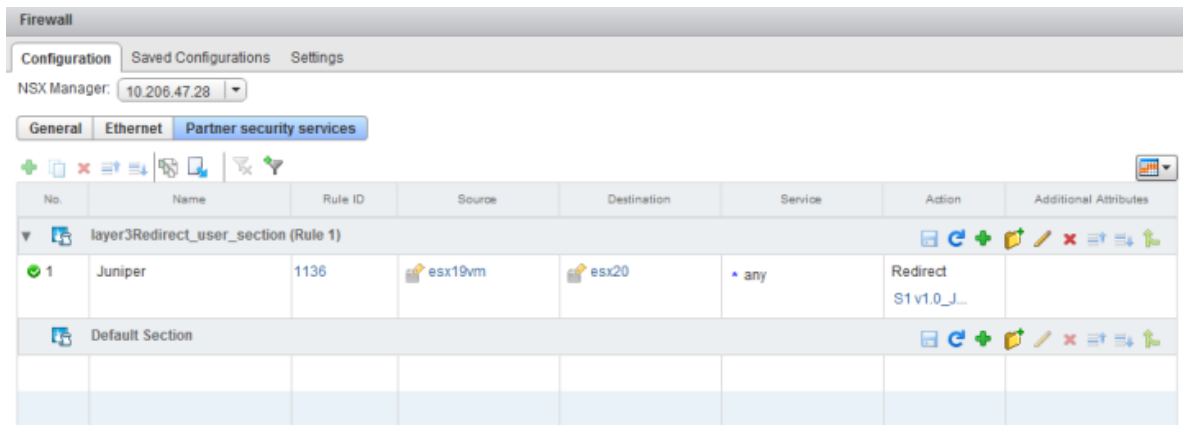 Firewall
Configuration Saved Configurations Settings
NSX Manager: 10.206.47.28
General Ethernet Partner security services
No. Name Rule ID Source Destination Service Action Additional Attributes
layer3Redirect_user_section (Rule 1)
1 Juniper 1136 esx19vm esx20 any Redirect
S1 v1.0_J...
Default Section